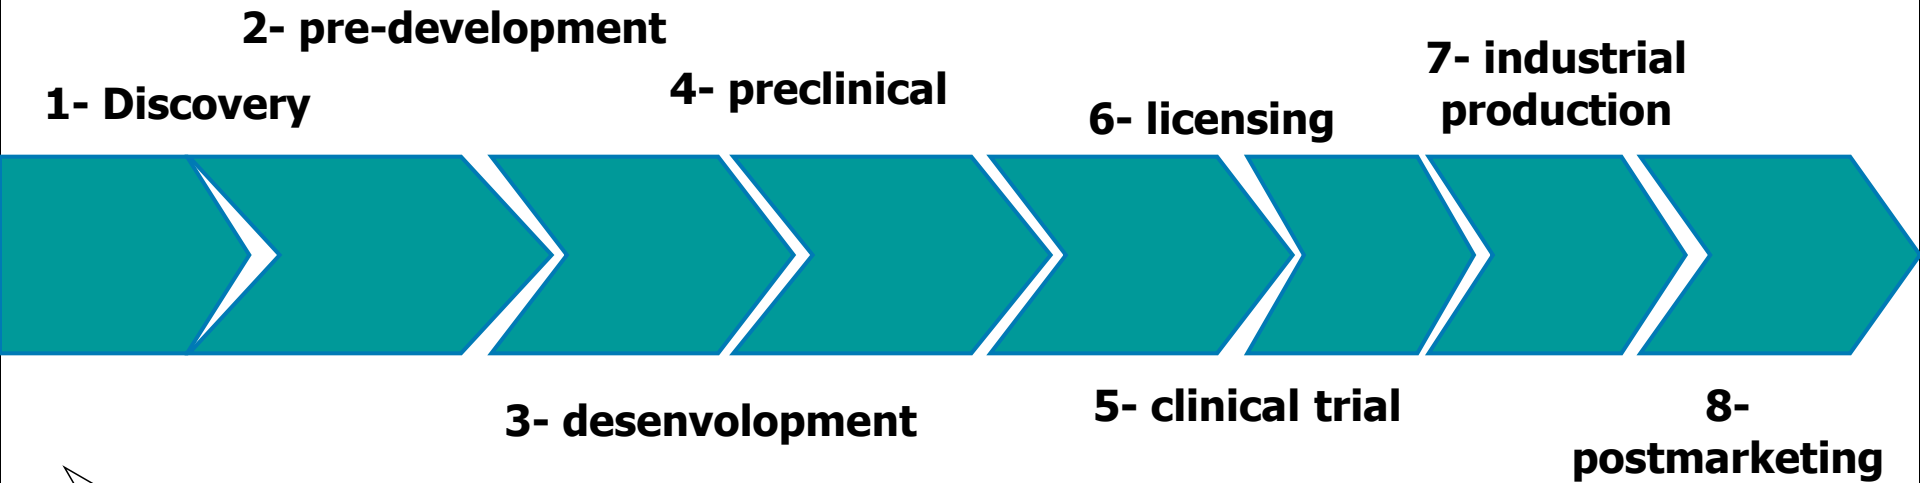 1- Discovery
2- pre-development
3- desenvolopment
4- preclinical
5- clinical trial
6- licensing
7- industrial
production
8-
postmarketing